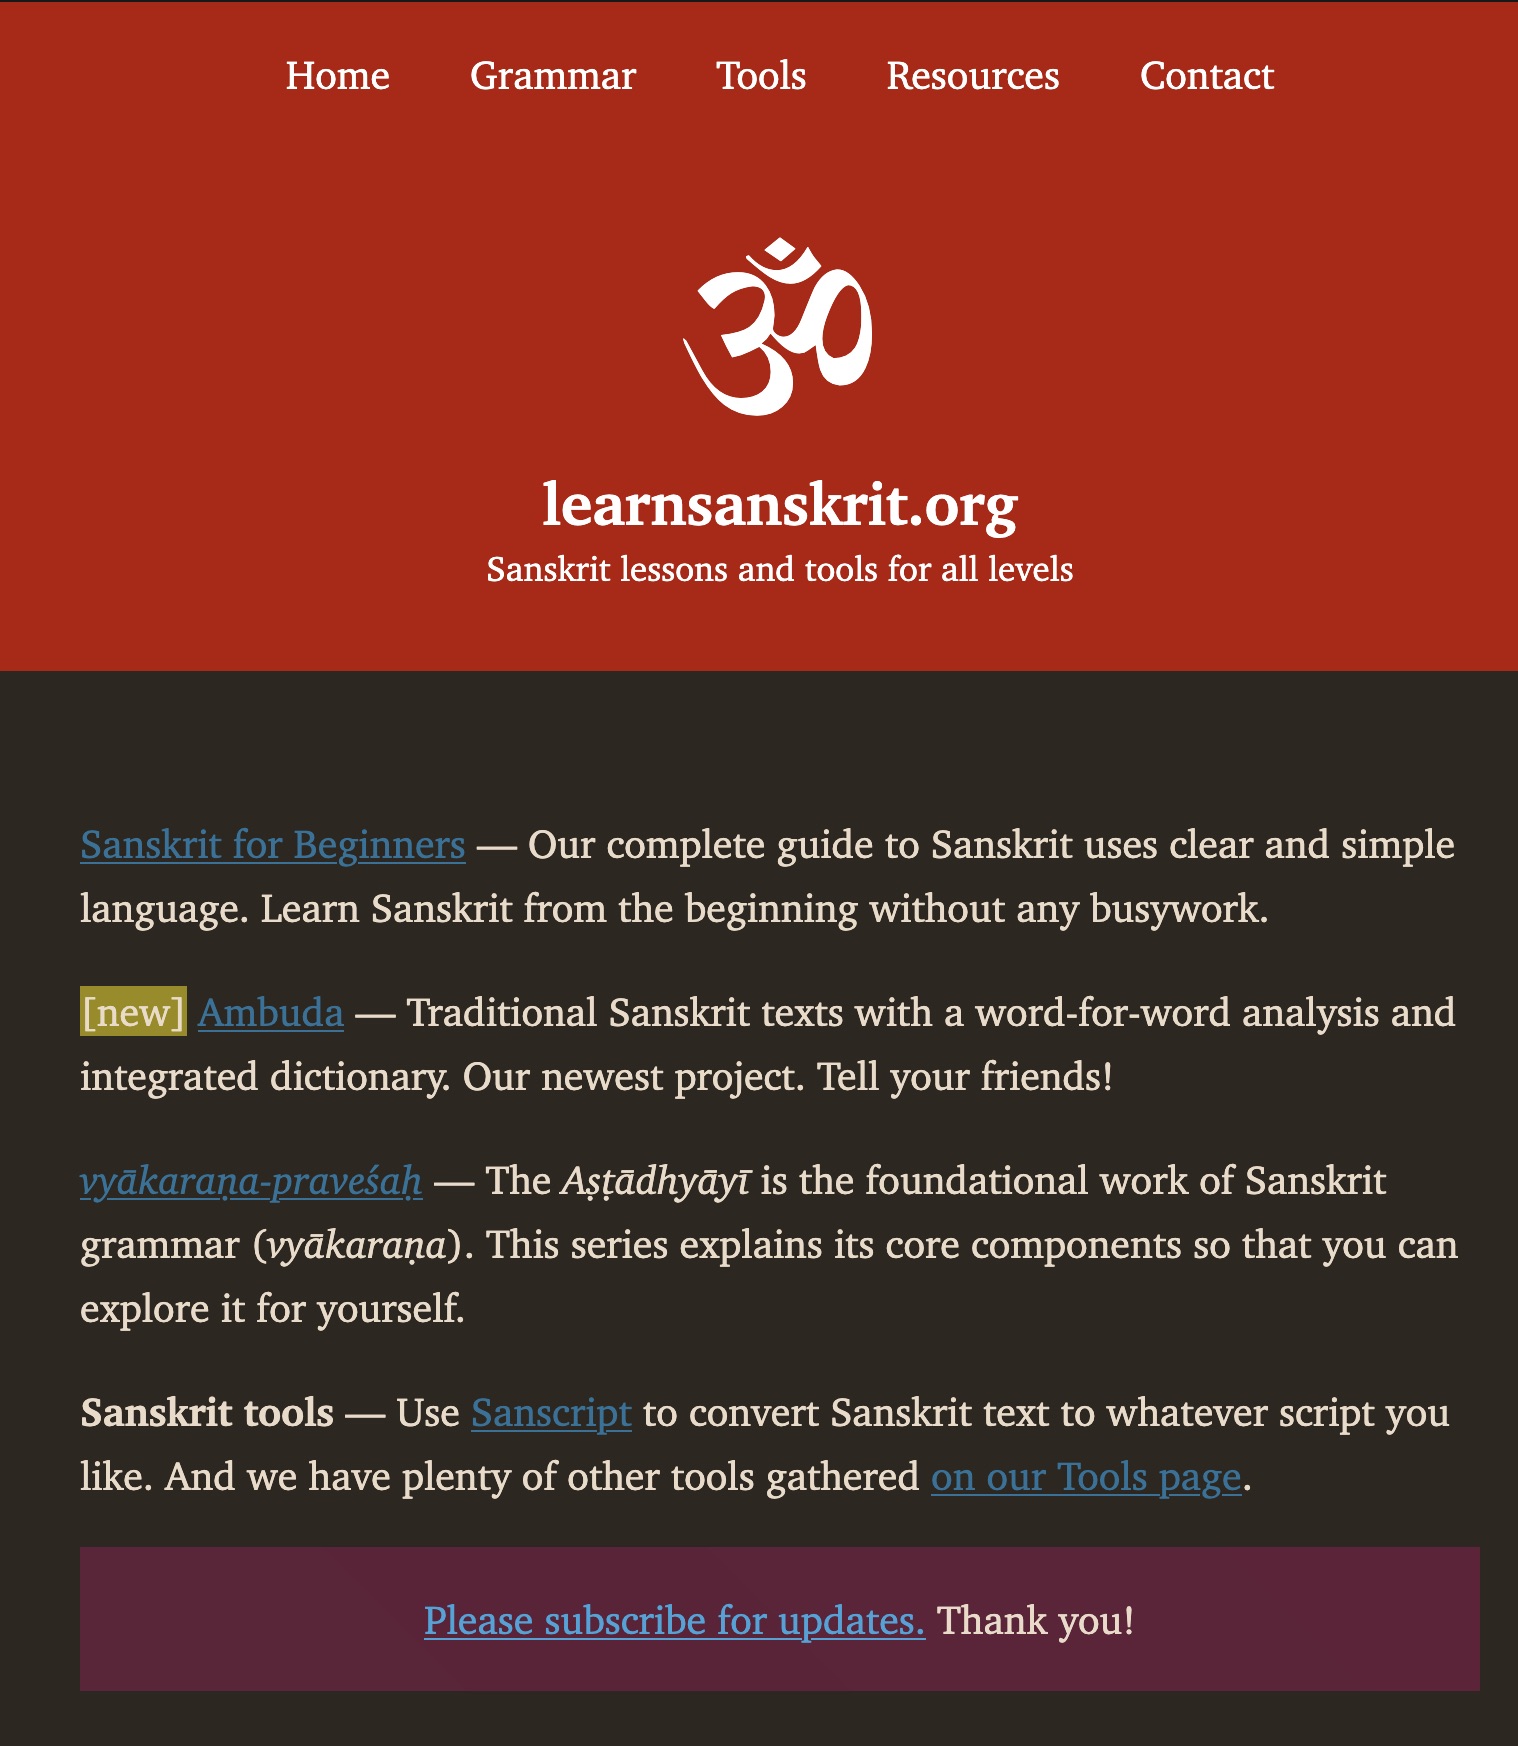 Home Grammar Tools Resources Contact
ॐ
learnsanskrit.org
Sanskrit lessons and tools for all levels
Sanskrit for Beginners — Our complete guide to Sanskrit uses clear and simple
language. Learn Sanskrit from the beginning without any busywork.
[new] Ambuda — Traditional Sanskrit texts with a word-for-word analysis and
integrated dictionary. Our newest project. Tell your friends!
vyākaraṇa-praveśaḥ — The Aṣṭādhyāyī is the foundational work of Sanskrit
grammar (vyākaraṇa). This series explains its core components so that you can
explore it for yourself.
Sanskrit tools — Use Sanscript to convert Sanskrit text to whatever script you
like. And we have plenty of other tools gathered on our Tools page.
Please subscribe for updates. Thank you!